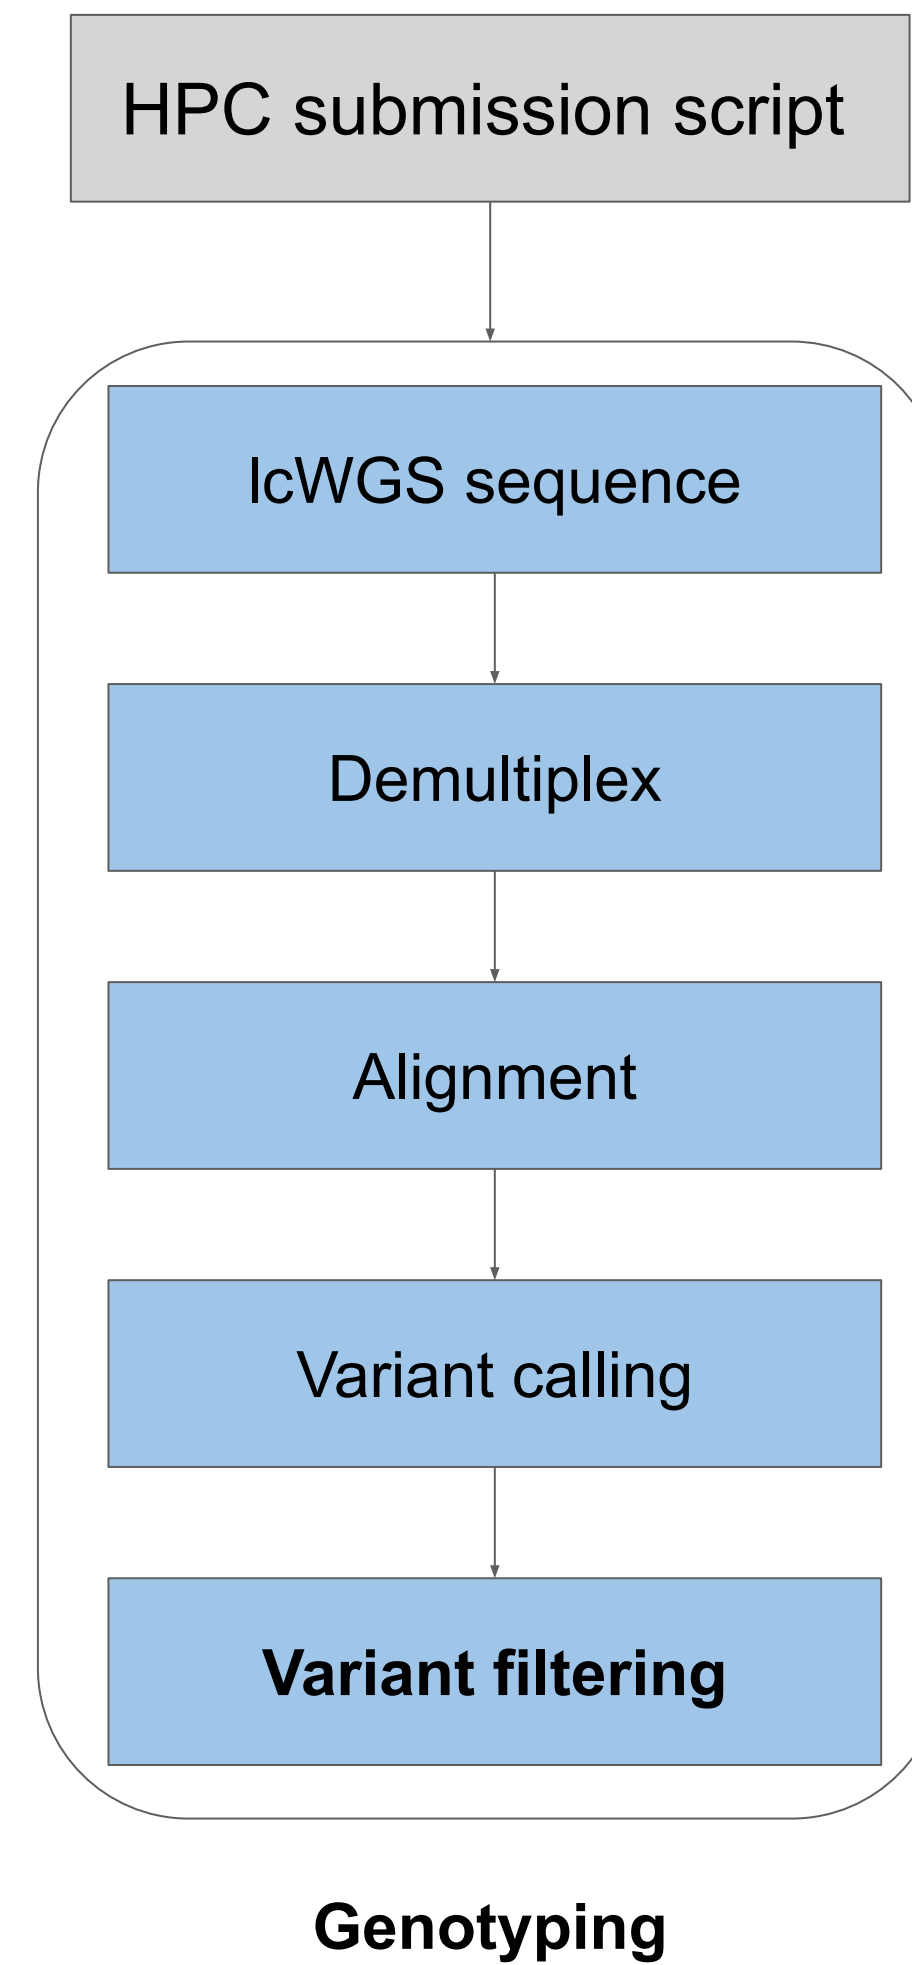 HPC submission script
lcWGS sequence
Demultiplex
Alignment
Variant calling
Variant filtering
Genotyping